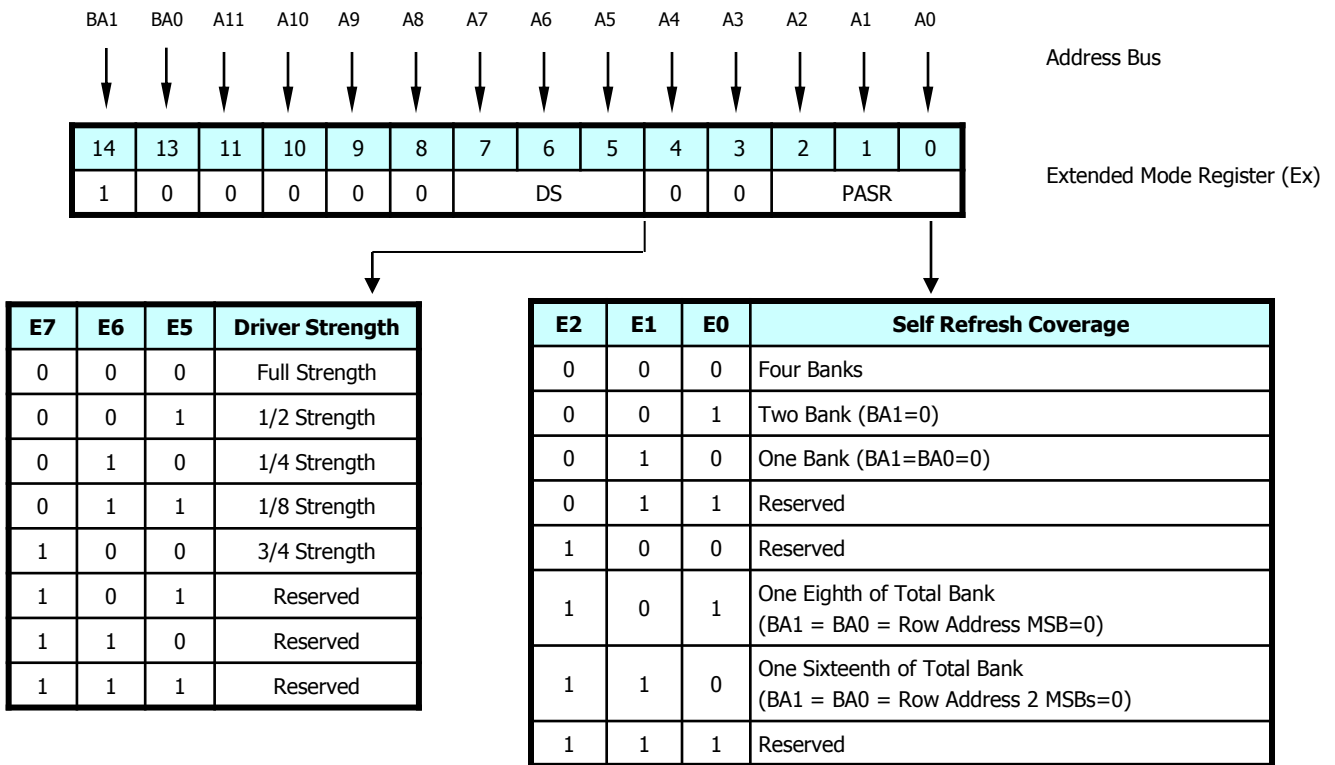 BA1 BA0 A11 A10 A9 A8 A7 A6 A5 A4 A3 A2 A1 A0
Address Bus
14 13 11 10 9 8 7 6 5 4 3 2 1 0
1 0 0 0 0 0 DS 0 0 PASR
Extended Mode Register (Ex)
E7 E6 E5 Driver Strength
0 0 0 Full Strength
0 0 1 1/2 Strength
0 1 0 1/4 Strength
0 1 1 1/8 Strength
1 0 0 3/4 Strength
1 0 1 Reserved
1 1 0 Reserved
1 1 1 Reserved
E2 E1 E0 Self Refresh Coverage
0 0 0 Four Banks
0 0 1 Two Bank (BA1=0)
0 1 0 One Bank (BA1=BA0=0)
0 1 1 Reserved
1 0 0 Reserved
1 0 1 One Eighth of Total Bank
(BA1 = BA0 = Row Address MSB=0)
1 1 0 One Sixteenth of Total Bank
(BA1 = BA0 = Row Address 2 MSBs=0)
1 1 1 Reserved